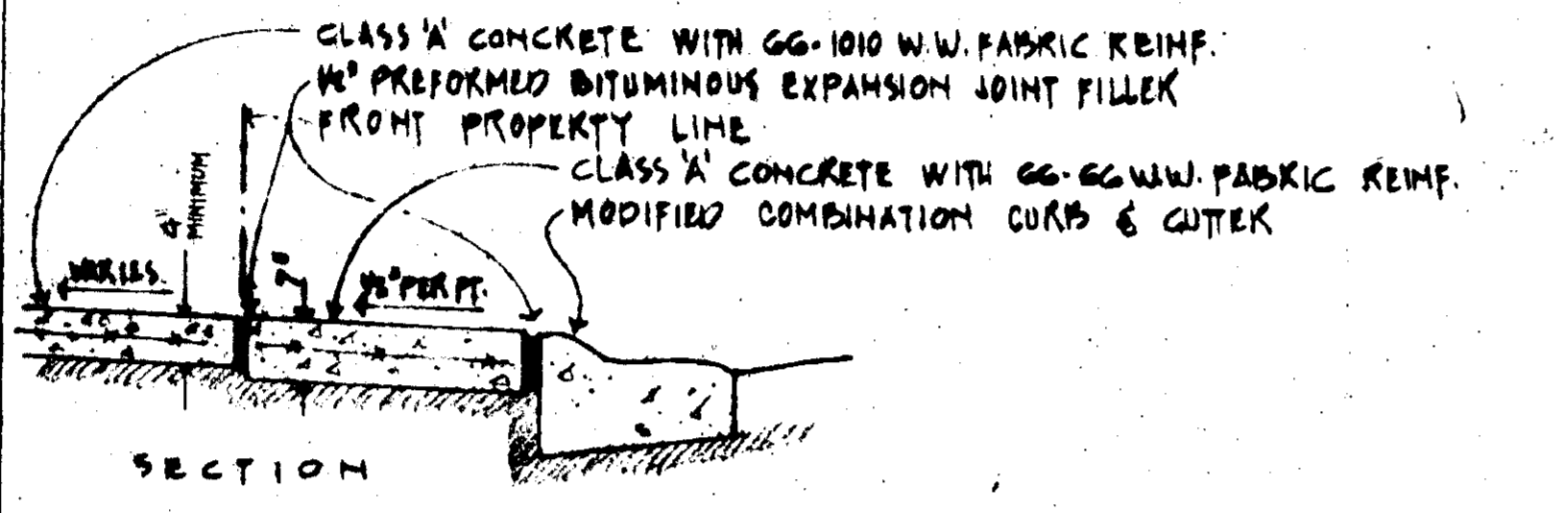 CLASS 'A' CONCRETE WITH 66-1010 W.W. FABRIC REINF.
1/2" PREFORMED BITUMINOUS EXPANSION JOINT FILLER
FRONT PROPERTY LINE
CLASS 'A' CONCRETE WITH 66-66 W.W. FABRIC REINF.
MODIFIED COMBINATION CURB & GUTTER
4" MINIMUM
VARIES
1/2" PER FT.
SECTION